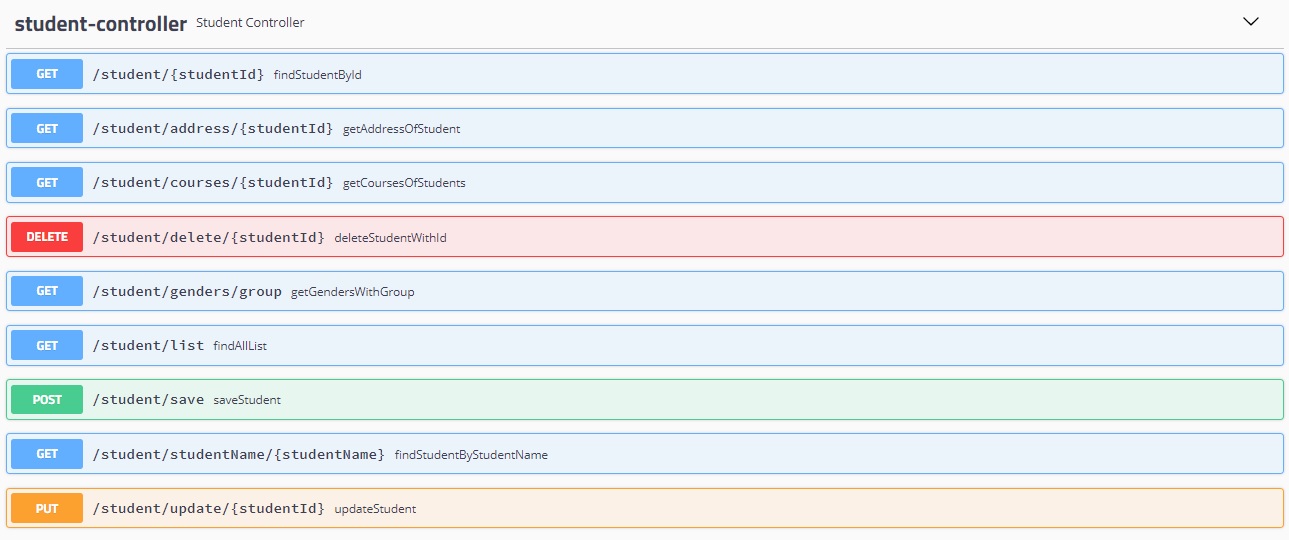 student-controller Student Controller
GET /student/{studentId} findStudentById
GET /student/address/{studentId} getAddressOfStudent
GET /student/courses/{studentId} getCoursesOfStudents
DELETE /student/delete/{studentId} deleteStudentWithId
GET /student/genders/group getGendersWithGroup
GET /student/list findAllList
POST /student/save saveStudent
GET /student/studentName/{studentName} findStudentByStudentName
PUT /student/update/{studentId} updateStudent